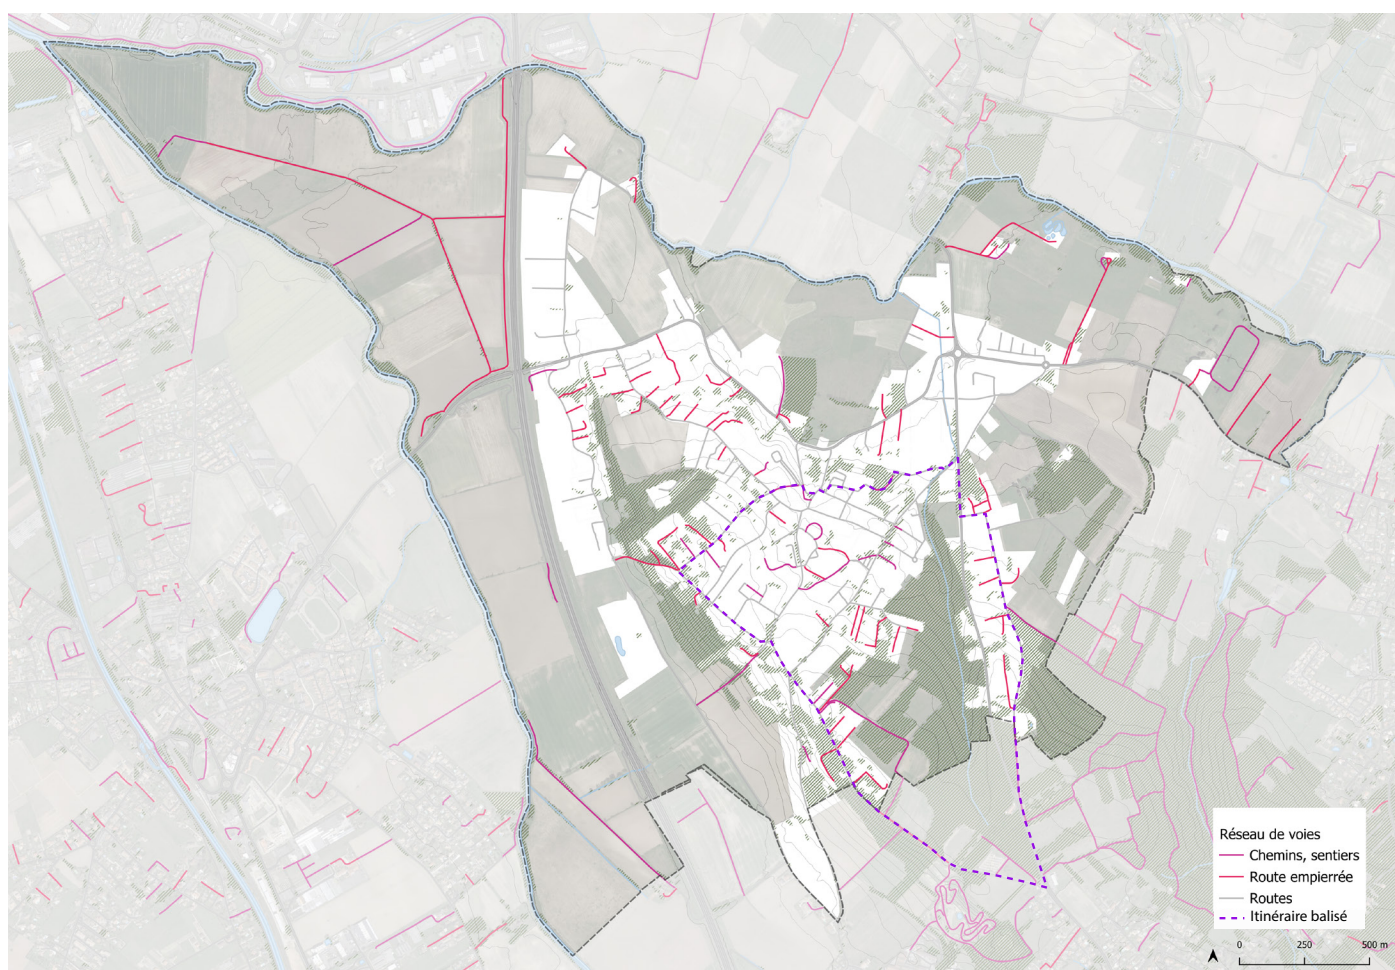 Réseau de voies
Chemins, sentiers
Route empierrée
Routes
Itinéraire balisé
0 250 500 m